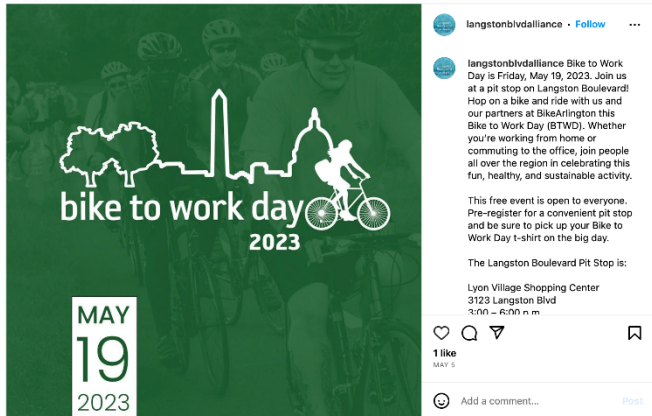 bike to work day
2023
MAY
19
2023
langstonblvdalliance • Follow
langstonblvdalliance Bike to Work
Day is Friday, May 19, 2023. Join us
at a pit stop on Langston Boulevard!
Hop on a bike and ride with us and
our partners at BikeArlington this
Bike to Work Day (BTWD). Whether
you're working from home or
commuting to the office, join people
all over the region in celebrating this
fun, healthy, and sustainable activity.
This free event is open to everyone.
Pre-register for a convenient pit stop
and be sure to pick up your Bike to
Work Day t-shirt on the big day.
The Langston Boulevard Pit Stop is:
Lyon Village Shopping Center
3123 Langston Blvd
3:00 – 6:00 p.m
1 like
MAY 5
Add a comment...
Post